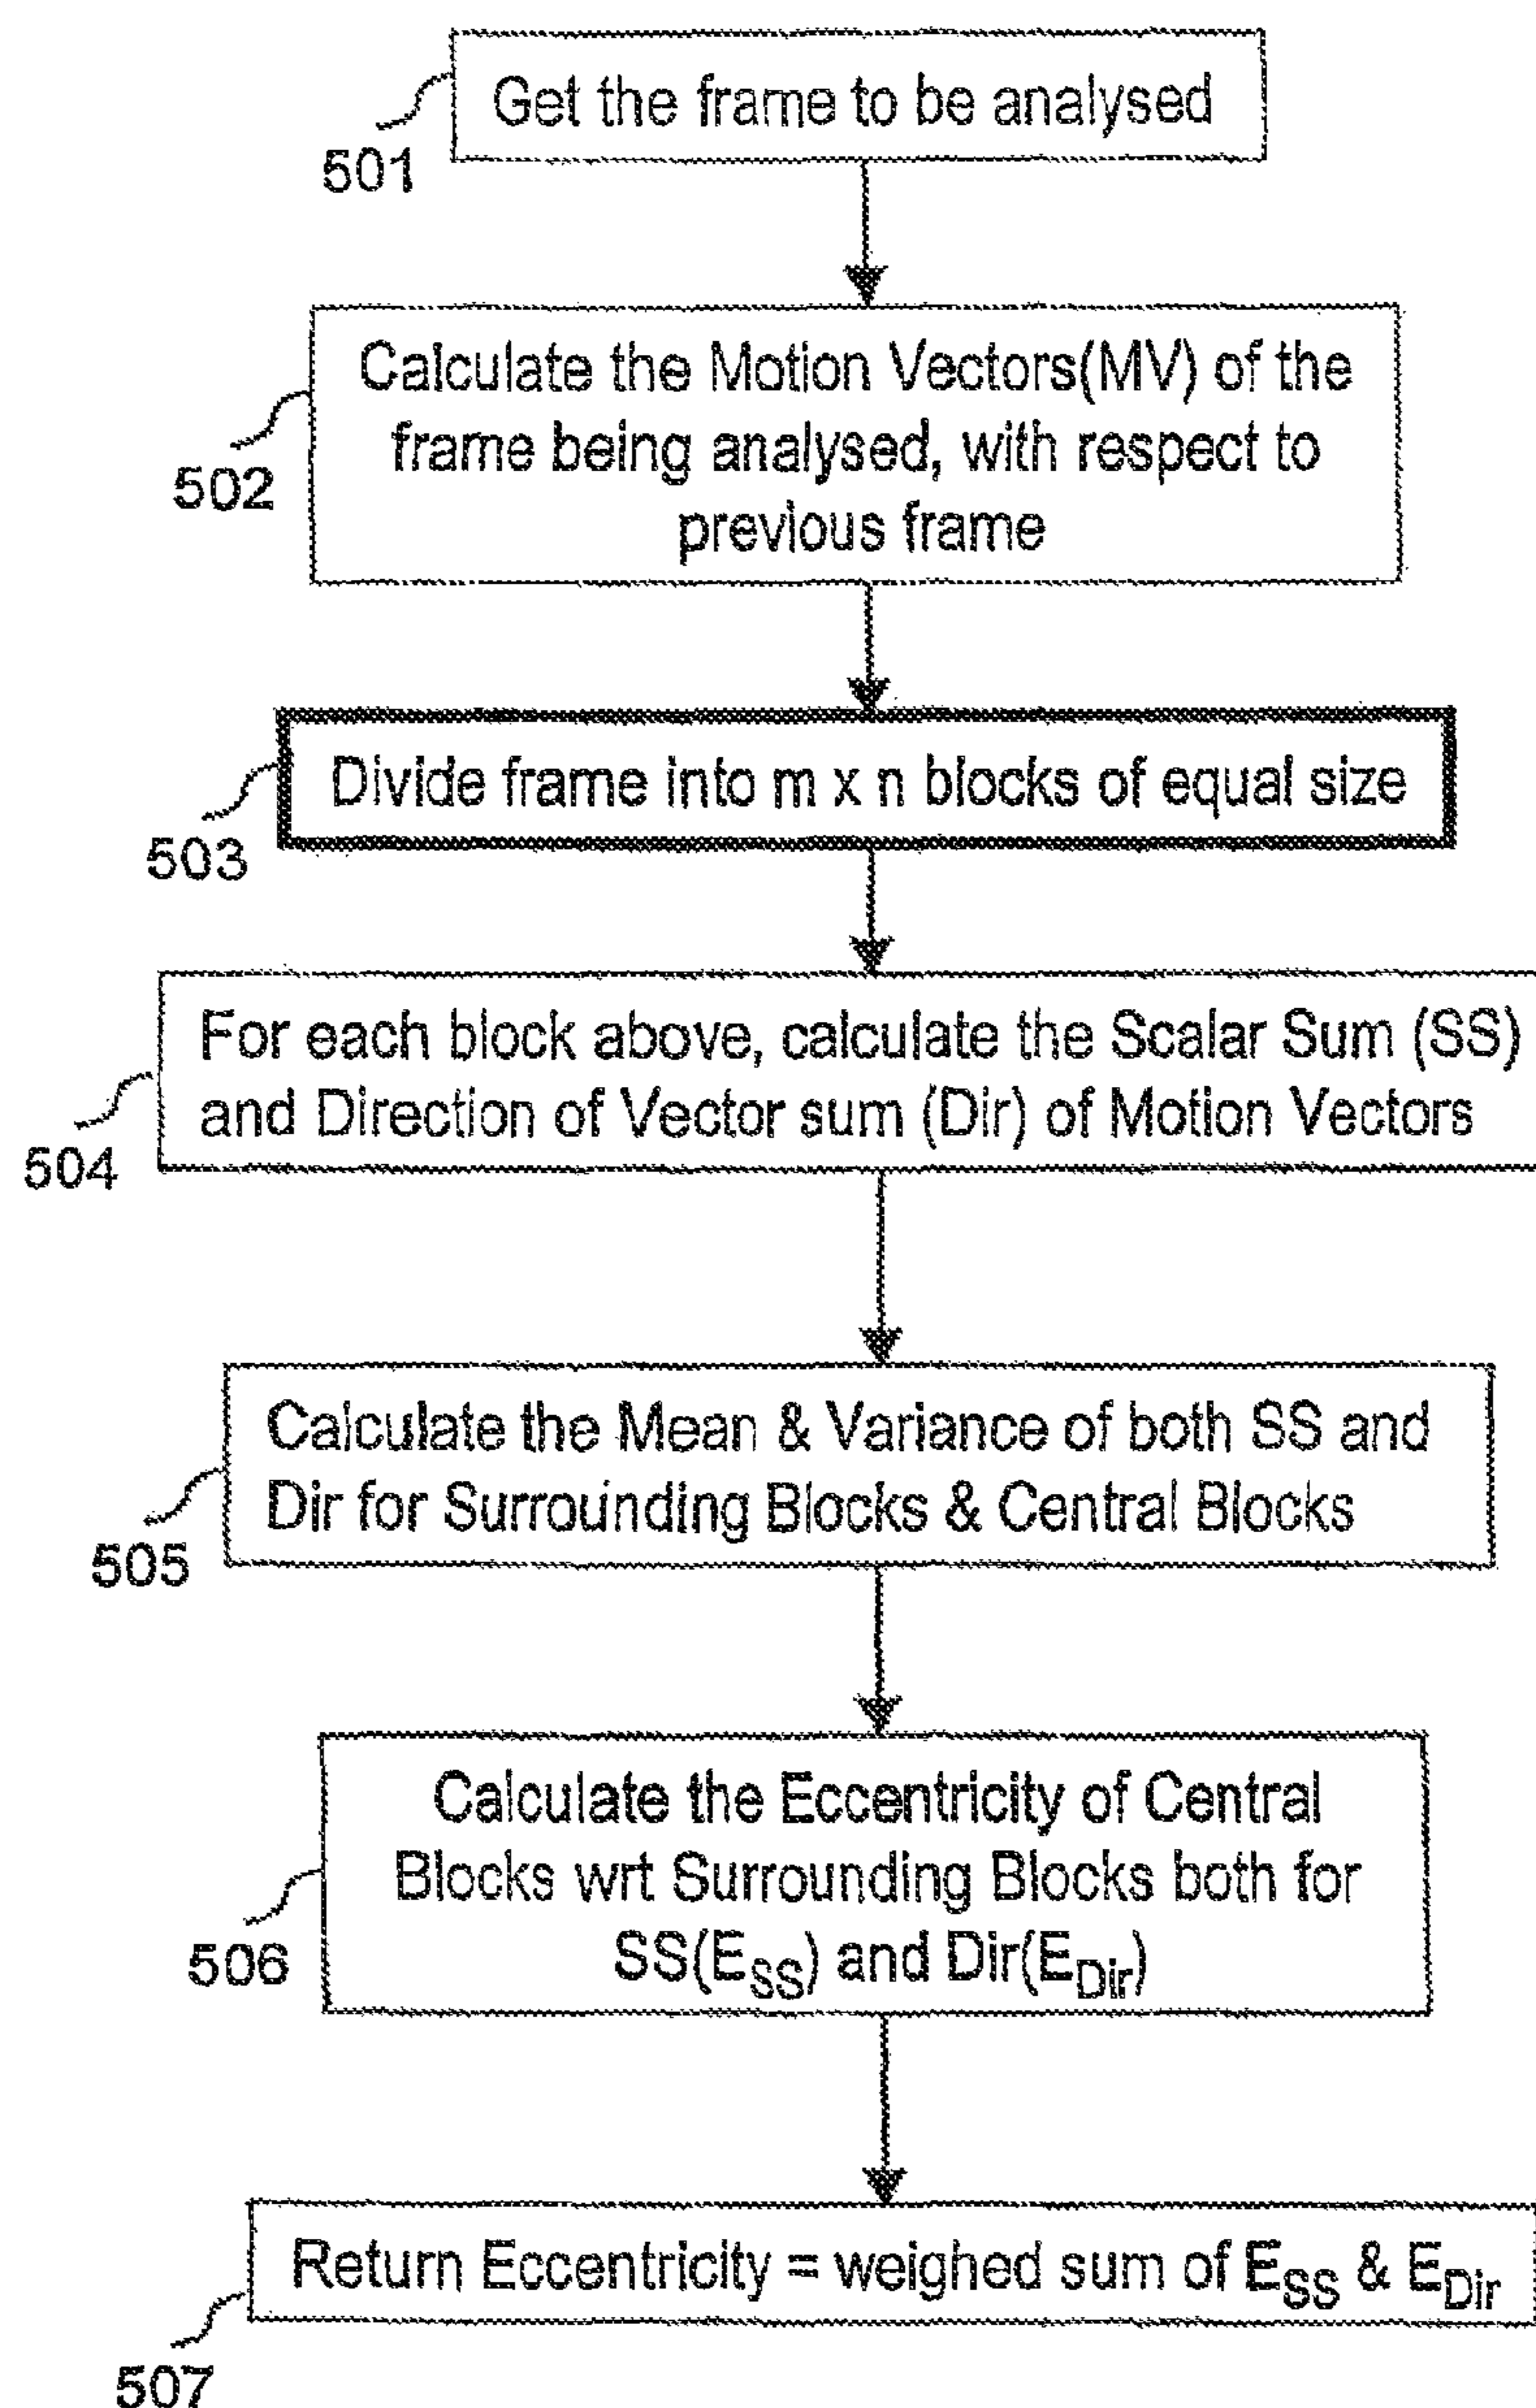 Get the frame to be analysed
501
Calculate the Motion Vectors(MV) of the
frame being analysed, with respect to
previous frame
502
Divide frame into m x n blocks of equal size
503
For each block above, calculate the Scalar Sum (SS)
and Direction of Vector sum (Dir) of Motion Vectors
504
Calculate the Mean & Variance of both SS and
Dir for Surrounding Blocks & Central Blocks
505
Calculate the Eccentricity of Central
Blocks wrt Surrounding Blocks both for
SS(E_SS) and Dir(E_Dir)
506
Return Eccentricity = weighed sum of E_SS & E_Dir
507